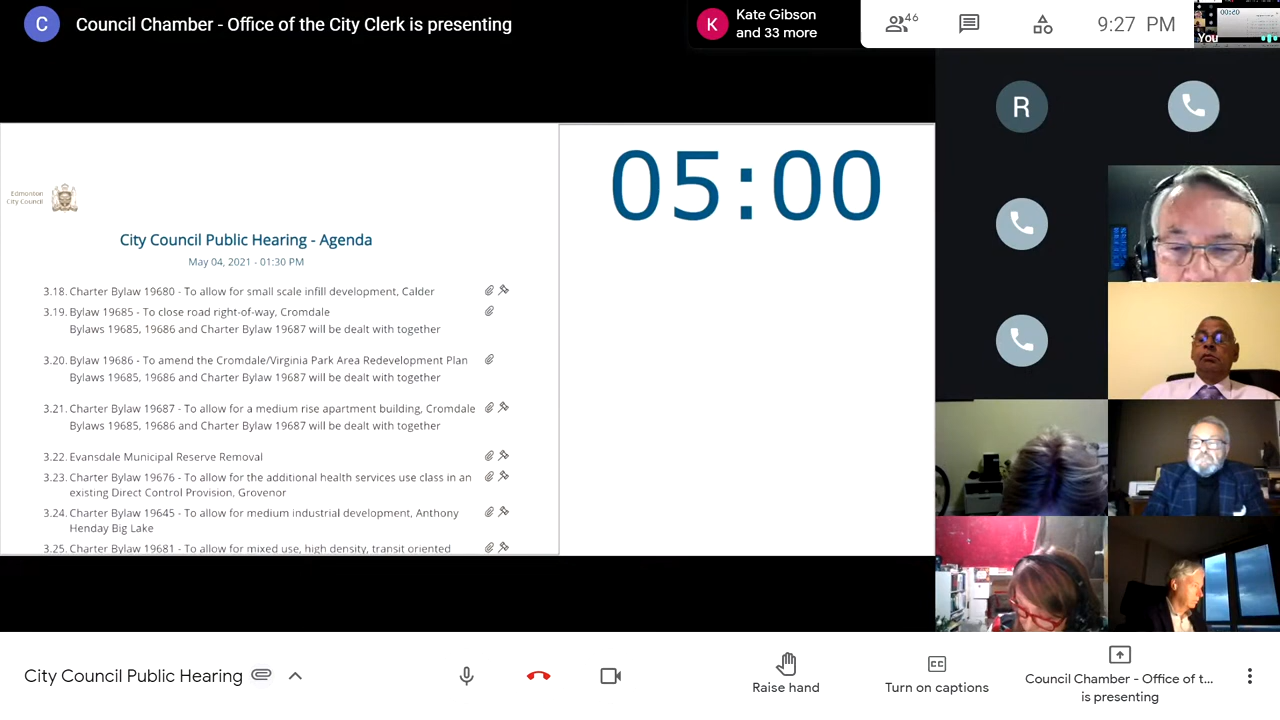 C Council Chamber - Office of the City Clerk is presenting
K Kate Gibson
and 33 more
46
9:27 PM
00:50
You
R
Edmonton
City Council
05:00
City Council Public Hearing - Agenda
May 04, 2021 - 01:30 PM
3.18. Charter Bylaw 19680 - To allow for small scale infill development, Calder
3.19. Bylaw 19685 - To close road right-of-way, Cromdale
Bylaws 19685, 19686 and Charter Bylaw 19687 will be dealt with together
3.20. Bylaw 19686 - To amend the Cromdale/Virginia Park Area Redevelopment Plan
Bylaws 19685, 19686 and Charter Bylaw 19687 will be dealt with together
3.21. Charter Bylaw 19687 - To allow for a medium rise apartment building, Cromdale
Bylaws 19685, 19686 and Charter Bylaw 19687 will be dealt with together
3.22. Evansdale Municipal Reserve Removal
3.23. Charter Bylaw 19676 - To allow for the additional health services use class in an
existing Direct Control Provision, Grovenor
3.24. Charter Bylaw 19645 - To allow for medium industrial development, Anthony
Henday Big Lake
3.25. Charter Bylaw 19681 - To allow for mixed use, high density, transit oriented
City Council Public Hearing
Raise hand
CC
Turn on captions
Council Chamber - Office of t...
is presenting